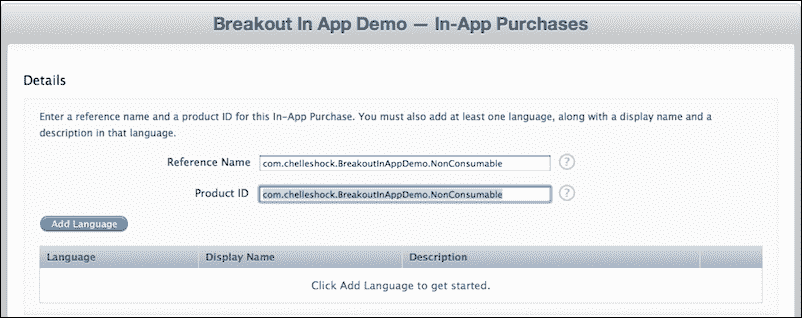 Breakout In App Demo — In-App Purchases
Details
Enter a reference name and a product ID for this In-App Purchase. You must also add at least one language, along with a display name and a
description in that language.
Reference Name com.chelleshock.BreakoutInAppDemo.NonConsumable ?
Product ID com.chelleshock.BreakoutInAppDemo.NonConsumable ?
Add Language
Language Display Name Description
Click Add Language to get started.